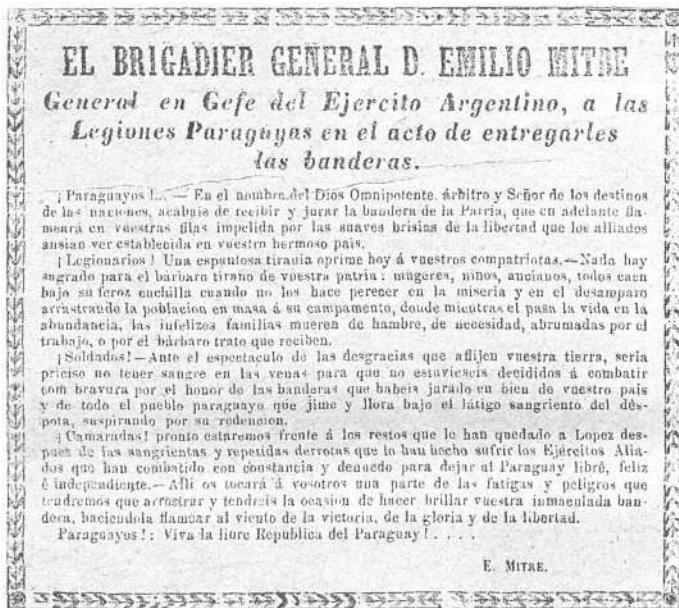 EL BRIGADIER GENERAL D. EMILIO MITRE
General en Gefe del Ejercito Argentino, a las
Legiones Paraguayas en el acto de entregarles
las banderas.
¡Paraguayos!.. — En el nombre del Dios Omnipotente, árbitro y Señor de los destinos
de las naciones, acabais de recibir y jurar la bandera de la Patria, que en adelante fla-
meará en vuestras filas impelida por las suaves brisias de la libertad que los alliados
ansian ver establecida en vuestro hermoso pais.
¡Legionarios! Una espantosa tirania oprime hoy á vuestros compatriotas.—Nada hay
sagrado para el bárbaro tirano de vuestra patria: mugeres, niños, ancianos, todos caen
bajo su feroz cuchilla cuando no los hace perecer en la miseria y en el desamparo
arrastrando la poblacion en masa á su campamento, donde mientras el pasa la vida en la
abundancia, las infelizes familias mueren de hambre, de necesidad, abrumadas por el
trabajo, o por el bárbaro trato que reciben.
¡Soldados!—Ante el espectaculo de las desgracias que aflijen vuestra tierra, seria
priciso no tener sangre en las venas para que no estuvieseis decididos á combatir
com bravura por el honor de las banderas que habeis jurado en bien de vuestro pais
y de todo el pueblo paraguayo que jime y llora bajo el látigo sangriento del dés-
pota, suspirando por su redencion.
¡Camaradas! pronto estaremos frente á los restos que le han quedado a Lopez des-
pues de las sangrientas y repetidas derrotas que lo han hecho sufrir los Ejércitos Alia-
dos que han combatido con constancia y denuedo para dejar al Paraguay libré, feliz
é independiente.—Alli os tocará á vosotros una parte de las fatigas y peligros que
tendremos que arrostrar y tendreis la ocasion de hacer brillar vuestra inmaculada ban-
dera, haciendola flamear al viento de la victoria, de la gloria y de la libertad.
Paraguayos!: Viva la libre Republica del Paraguay!. . . .
E. MITRE.